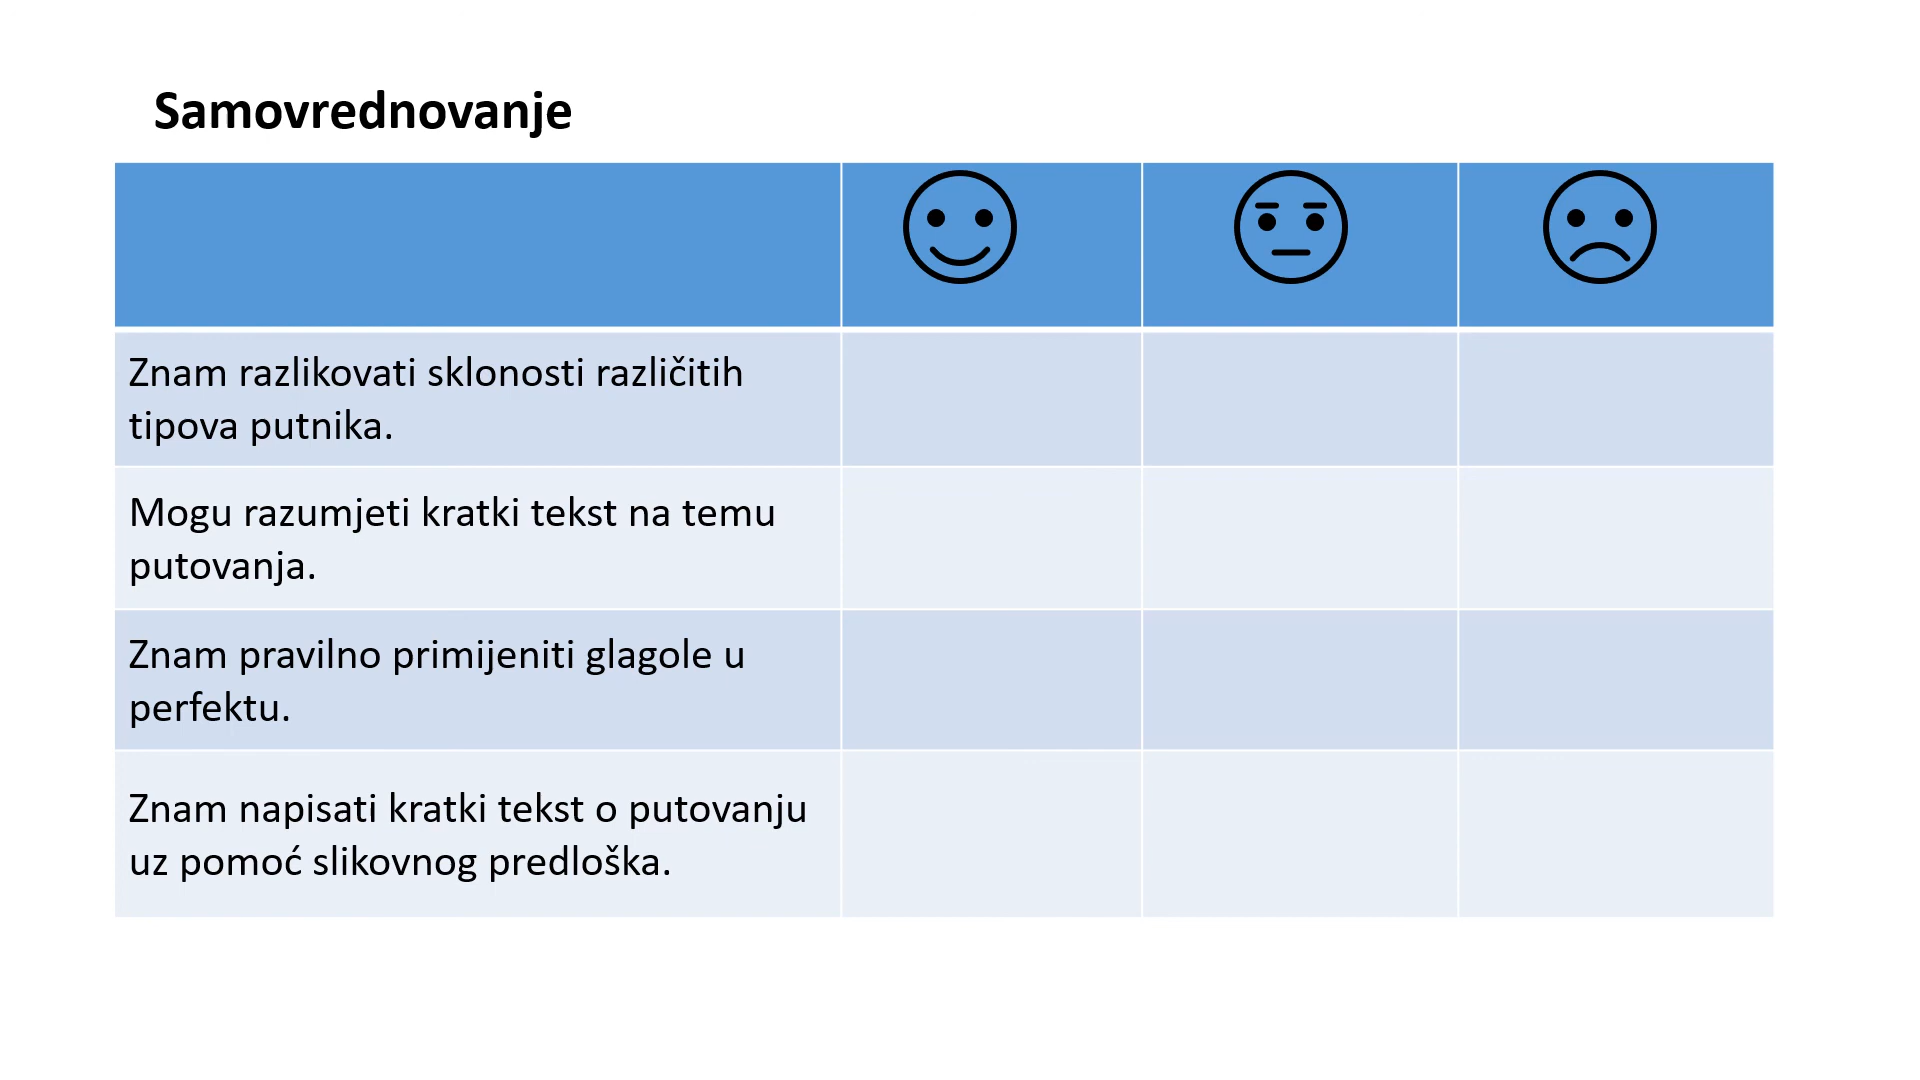 Samovrednovanje
Znam razlikovati sklonosti različitih
tipova putnika.
Mogu razumjeti kratki tekst na temu
putovanja.
Znam pravilno primijeniti glagole u
perfektu.
Znam napisati kratki tekst o putovanju
uz pomoć slikovnog predloška.